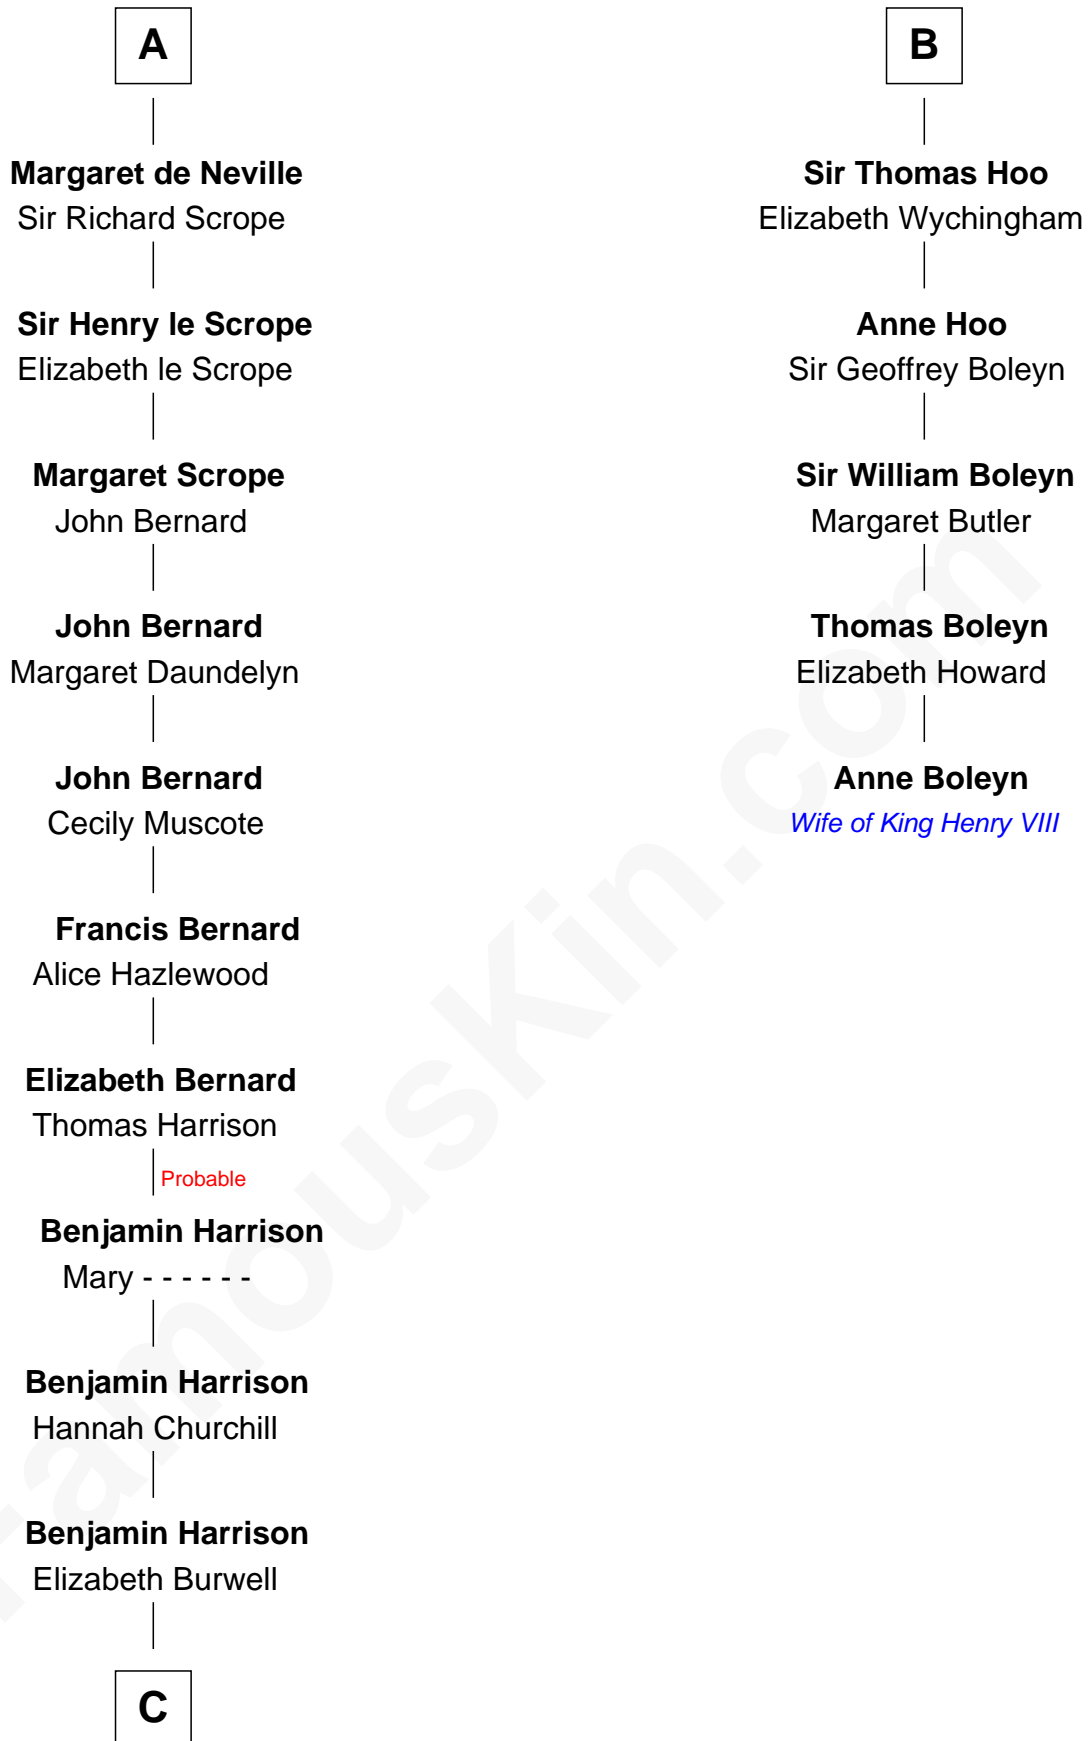 A
Margaret de Neville
Sir Richard Scrope
Sir Henry le Scrope
Elizabeth le Scrope
Margaret Scrope
John Bernard
John Bernard
Margaret Daundelyn
John Bernard
Cecily Muscote
Francis Bernard
Alice Hazlewood
Elizabeth Bernard
Thomas Harrison
Probable
Benjamin Harrison
Mary - - - - - -
Benjamin Harrison
Hannah Churchill
Benjamin Harrison
Elizabeth Burwell
C
B
Sir Thomas Hoo
Elizabeth Wychingham
Anne Hoo
Sir Geoffrey Boleyn
Sir William Boleyn
Margaret Butler
Thomas Boleyn
Elizabeth Howard
Anne Boleyn
Wife of King Henry VIII
FamousKin.com